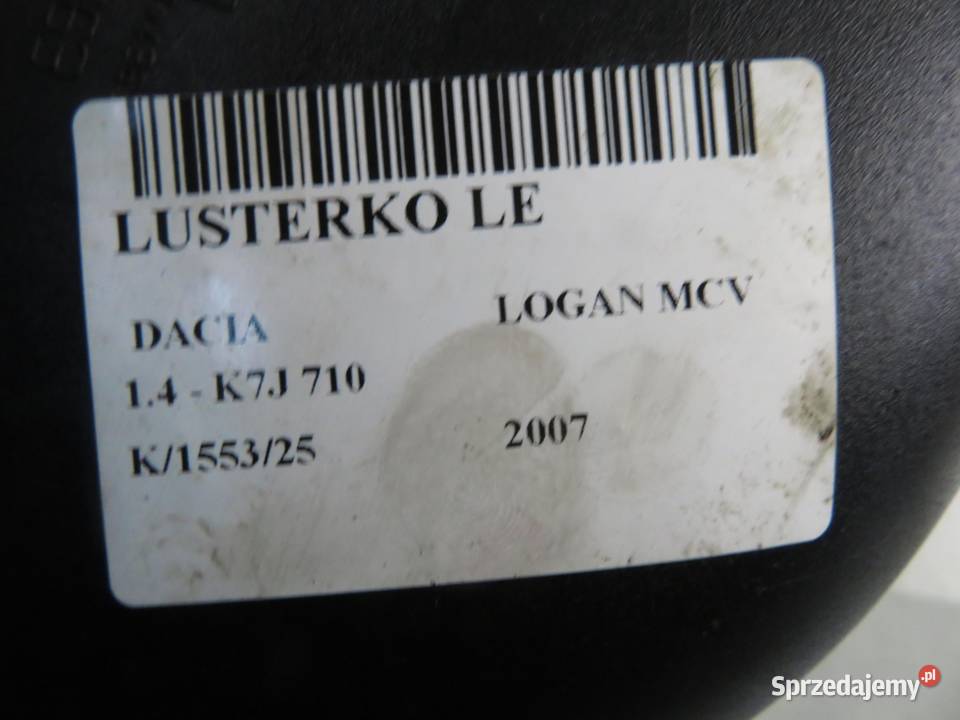 LUSTERKO LE
DACIA LOGAN MCV
1.4 - K7J 710
K/1553/25 2007
Sprzedajemy.pl